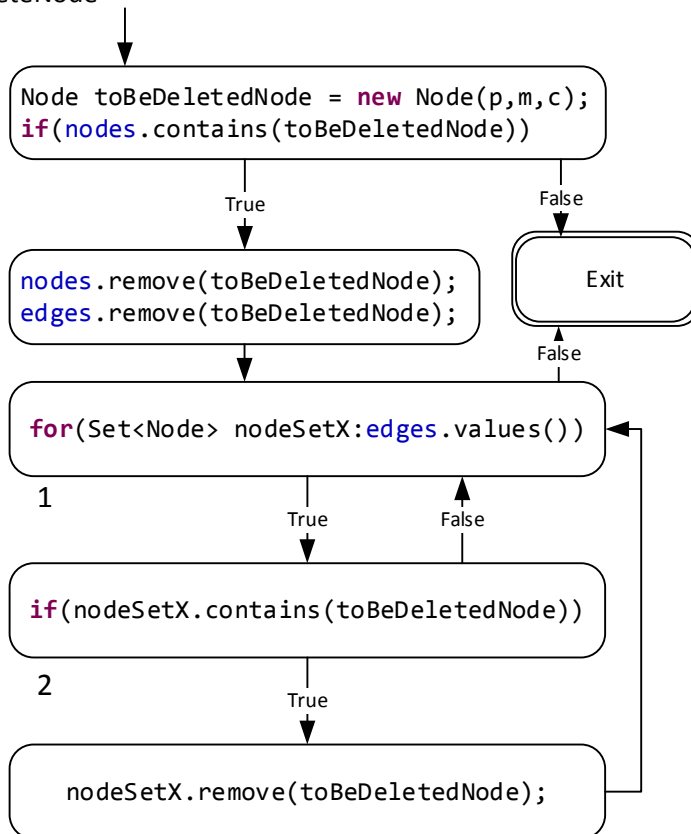 Node toBeDeletedNode = new Node(p,m,c);
if(nodes.contains(toBeDeletedNode))
True
False
nodes.remove(toBeDeletedNode);
edges.remove(toBeDeletedNode);
Exit
False
for(Set<Node> nodeSetX:edges.values())
1
True
False
if(nodeSetX.contains(toBeDeletedNode))
2
True
nodeSetX.remove(toBeDeletedNode);